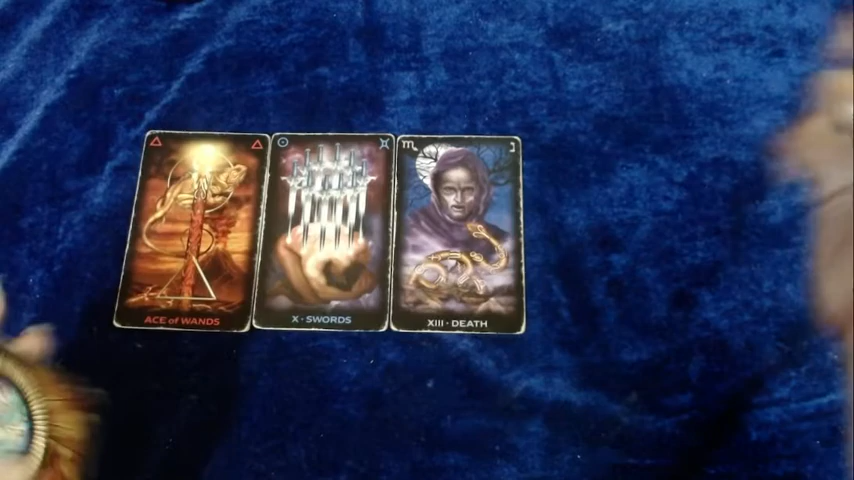 ACE of WANDS
X · SWORDS
XIII · DEATH